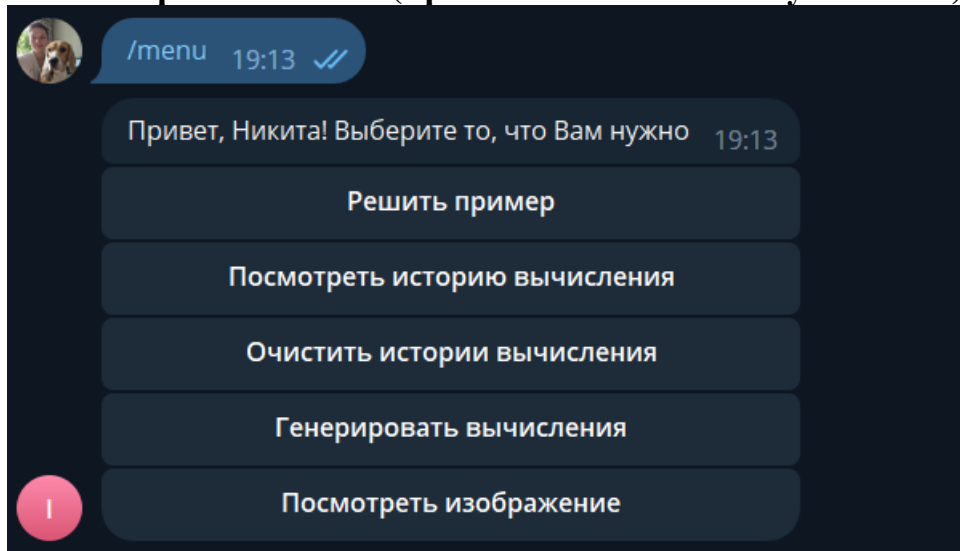 /menu 19:13
Привет, Никита! Выберите то, что Вам нужно 19:13
Решить пример
Посмотреть историю вычисления
Очистить истории вычисления
Генерировать вычисления
Посмотреть изображение
I